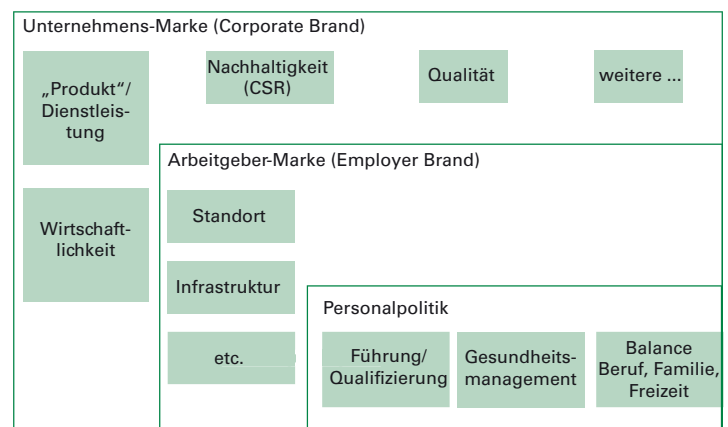 Unternehmens-Marke (Corporate Brand)
„Produkt“/
Dienstleis-
tung
Nachhaltigkeit
(CSR)
Qualität
weitere ...
Arbeitgeber-Marke (Employer Brand)
Wirtschaft-
lichkeit
Standort
Infrastruktur
etc.
Personalpolitik
Führung/
Qualifizierung
Gesundheits-
management
Balance
Beruf, Familie,
Freizeit